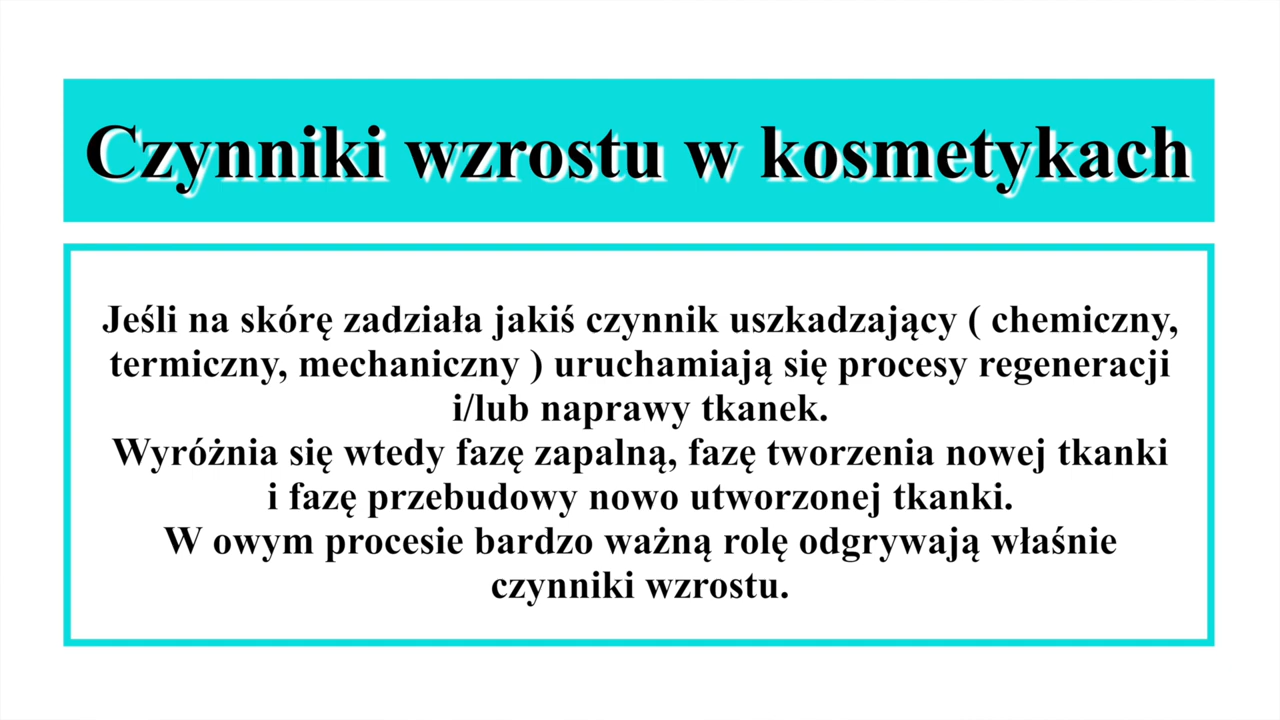 Czynniki wzrostu w kosmetykach
Jeśli na skórę zadziała jakiś czynnik uszkadzający ( chemiczny,
termiczny, mechaniczny ) uruchamiają się procesy regeneracji
i/lub naprawy tkanek.
Wyróżnia się wtedy fazę zapalną, fazę tworzenia nowej tkanki
i fazę przebudowy nowo utworzonej tkanki.
W owym procesie bardzo ważną rolę odgrywają właśnie
czynniki wzrostu.